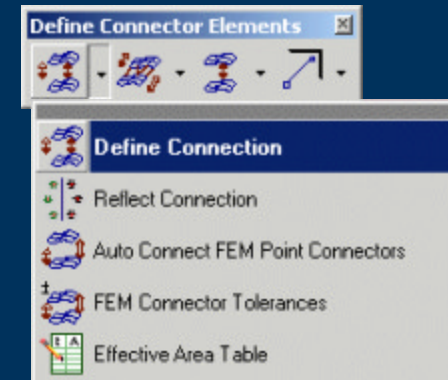 Define Connector Elements
Define Connection
Reflect Connection
Auto Connect FEM Point Connectors
FEM Connector Tolerances
Effective Area Table